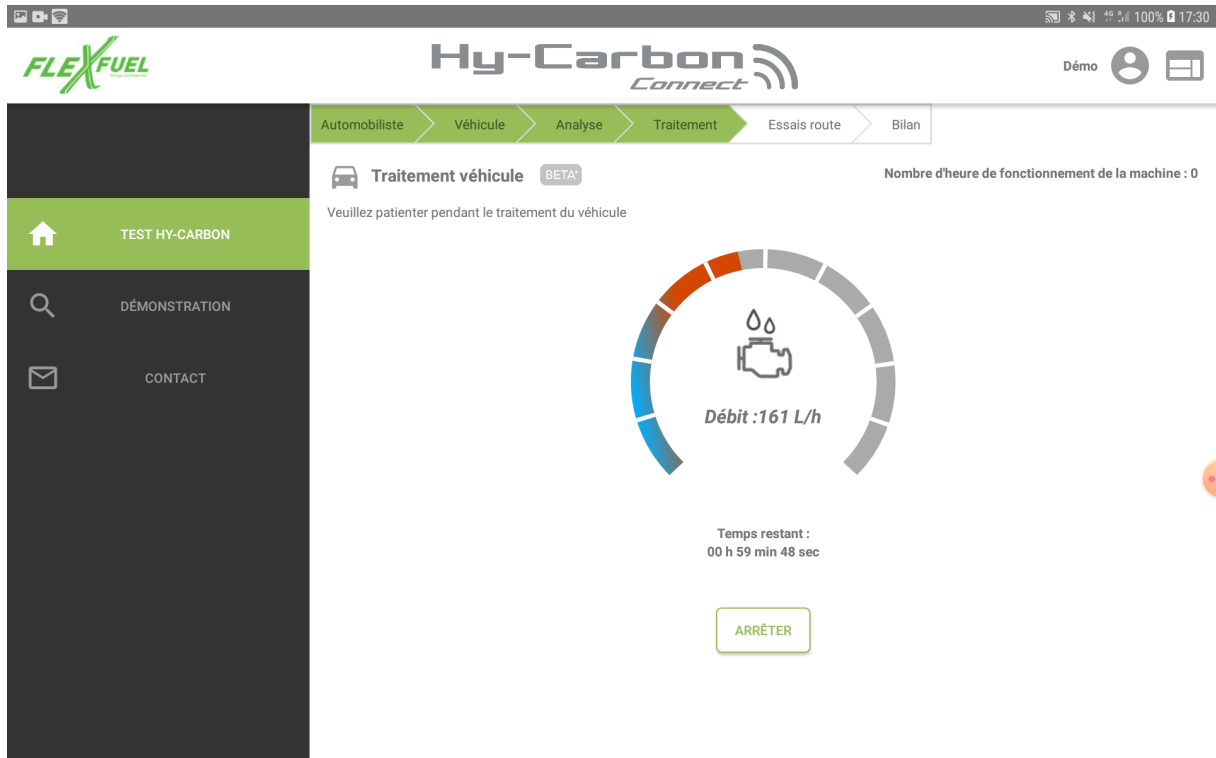 4G R 100% 17:30
FLEXFUEL
Hy-Carbon
Connect
Démo
Automobiliste Véhicule Analyse Traitement Essais route Bilan
Traitement véhicule BETA*
Nombre d'heure de fonctionnement de la machine : 0
Veuillez patienter pendant le traitement du véhicule
TEST HY-CARBON
DÉMONSTRATION
CONTACT
Débit :161 L/h
Temps restant :
00 h 59 min 48 sec
ARRÊTER